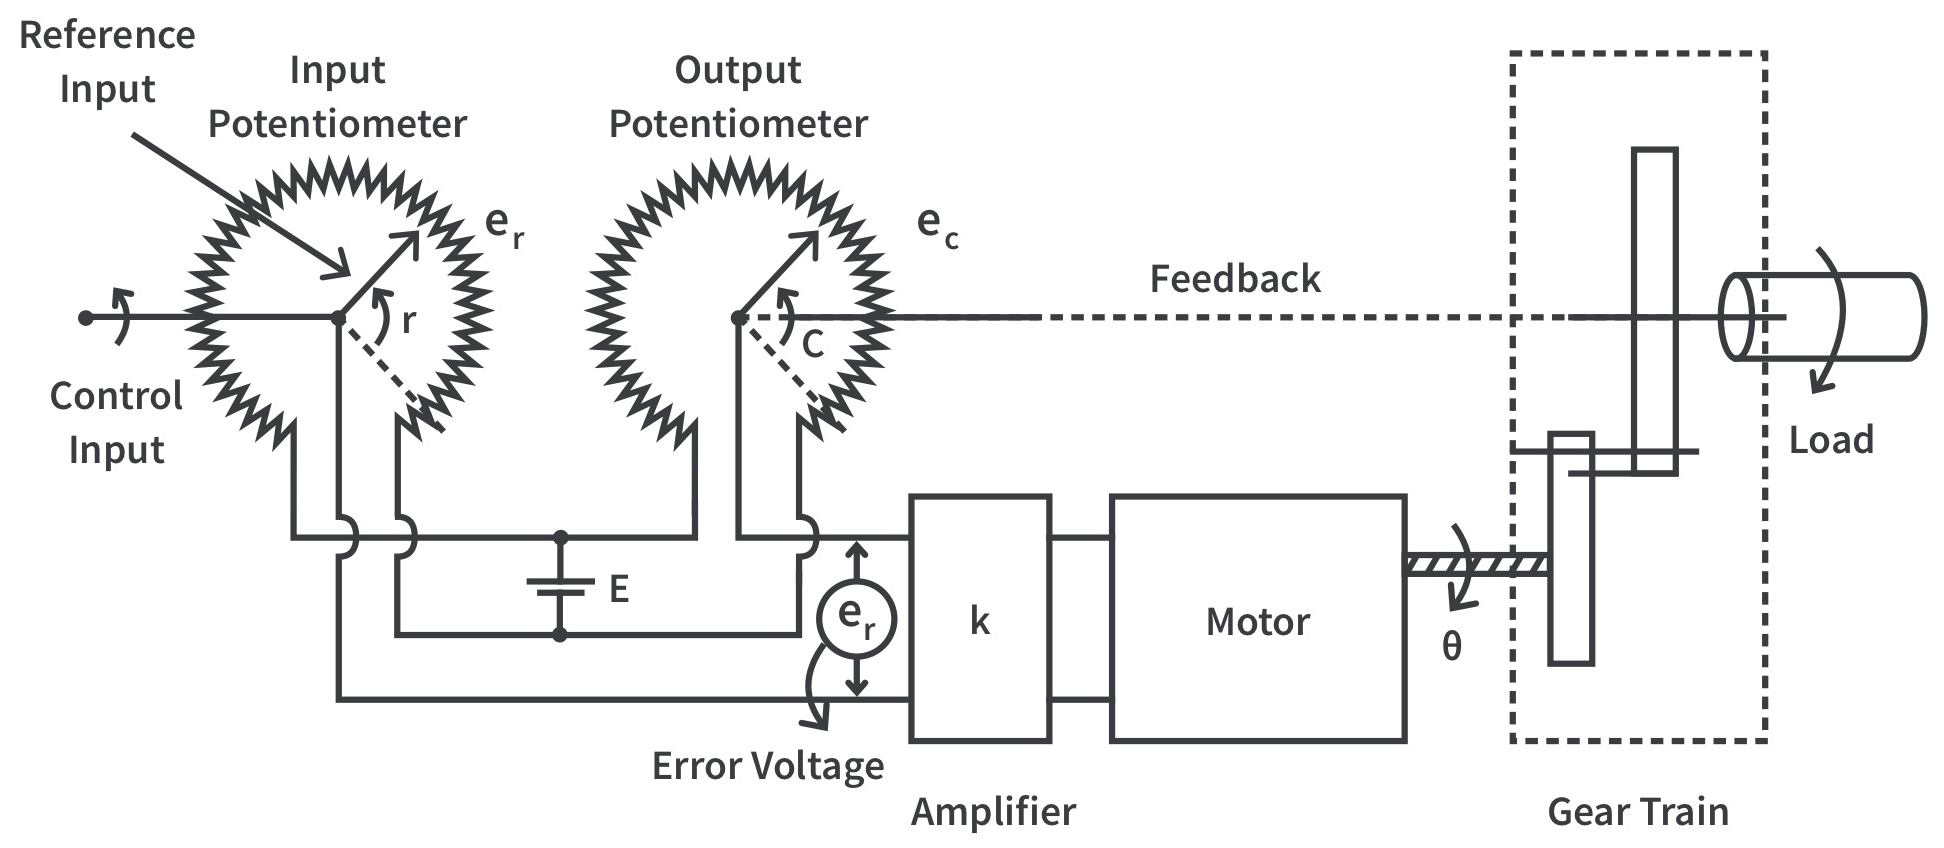 Reference
Input
Input
Potentiometer
Output
Potentiometer
e_r
e_c
Feedback
r
C
Control
Input
Load
E
e_r
k
Motor
θ
Error Voltage
Amplifier
Gear Train